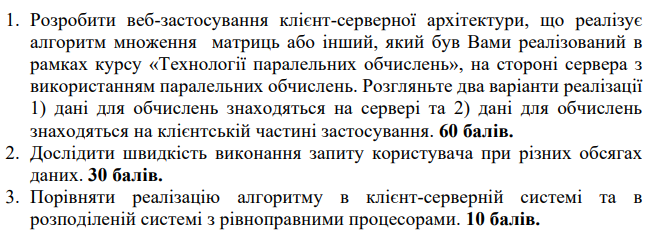 1. Розробити веб-застосування клієнт-серверної архітектури, що реалізує
алгоритм множення матриць або інший, який був Вами реалізований в
рамках курсу «Технології паралельних обчислень», на стороні сервера з
використанням паралельних обчислень. Розгляньте два варіанти реалізації
1) дані для обчислень знаходяться на сервері та 2) дані для обчислень
знаходяться на клієнтській частині застосування. 60 балів.
2. Дослідити швидкість виконання запиту користувача при різних обсягах
даних. 30 балів.
3. Порівняти реалізацію алгоритму в клієнт-серверній системі та в
розподіленій системі з рівноправними процесорами. 10 балів.